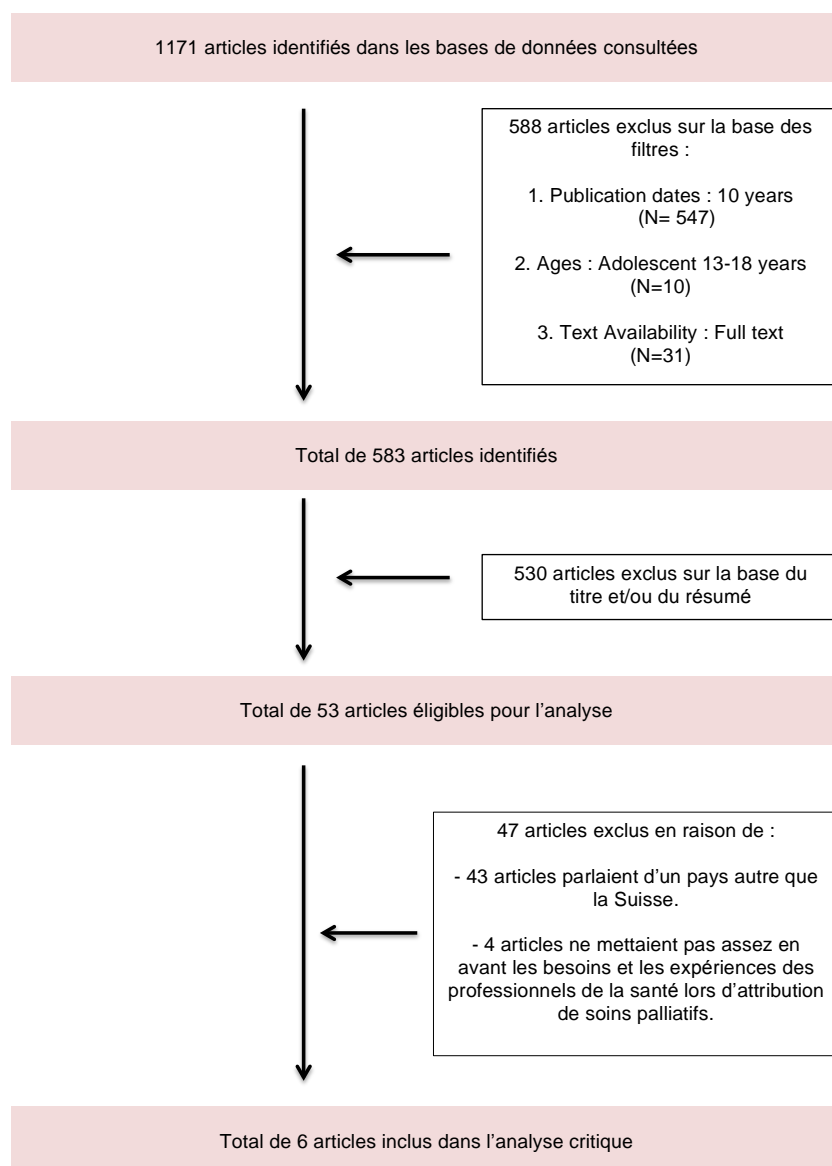 1171 articles identifiés dans les bases de données consultées
588 articles exclus sur la base des
filtres :
1. Publication dates : 10 years
(N= 547)
2. Ages : Adolescent 13-18 years
(N=10)
3. Text Availability : Full text
(N=31)
Total de 583 articles identifiés
530 articles exclus sur la base du
titre et/ou du résumé
Total de 53 articles éligibles pour l’analyse
47 articles exclus en raison de :
- 43 articles parlaient d’un pays autre que
la Suisse.
- 4 articles ne mettaient pas assez en
avant les besoins et les expériences des
professionnels de la santé lors d’attribution
de soins palliatifs.
Total de 6 articles inclus dans l’analyse critique